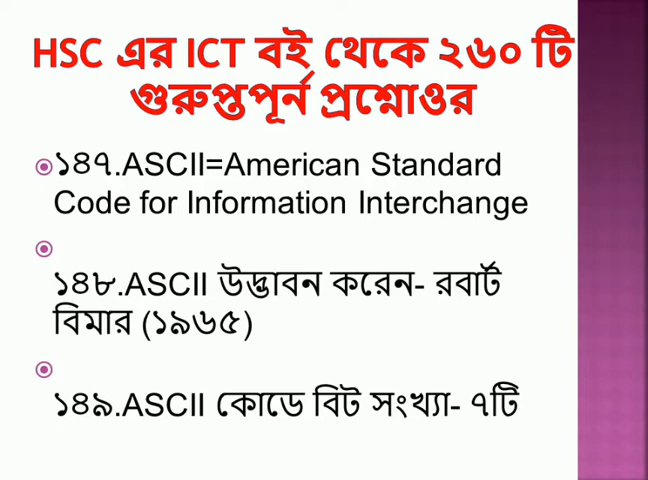 HSC এর ICT বই থেকে ২৬০ টি
গুরুপ্তপূর্ন প্রশ্নোওর
১৪৭.ASCII=American Standard
Code for Information Interchange
১৪৮.ASCII উদ্ভাবন করেন- রবার্ট
বিমার (১৯৬৫)
১৪৯.ASCII কোডে বিট সংখ্যা- ৭টি